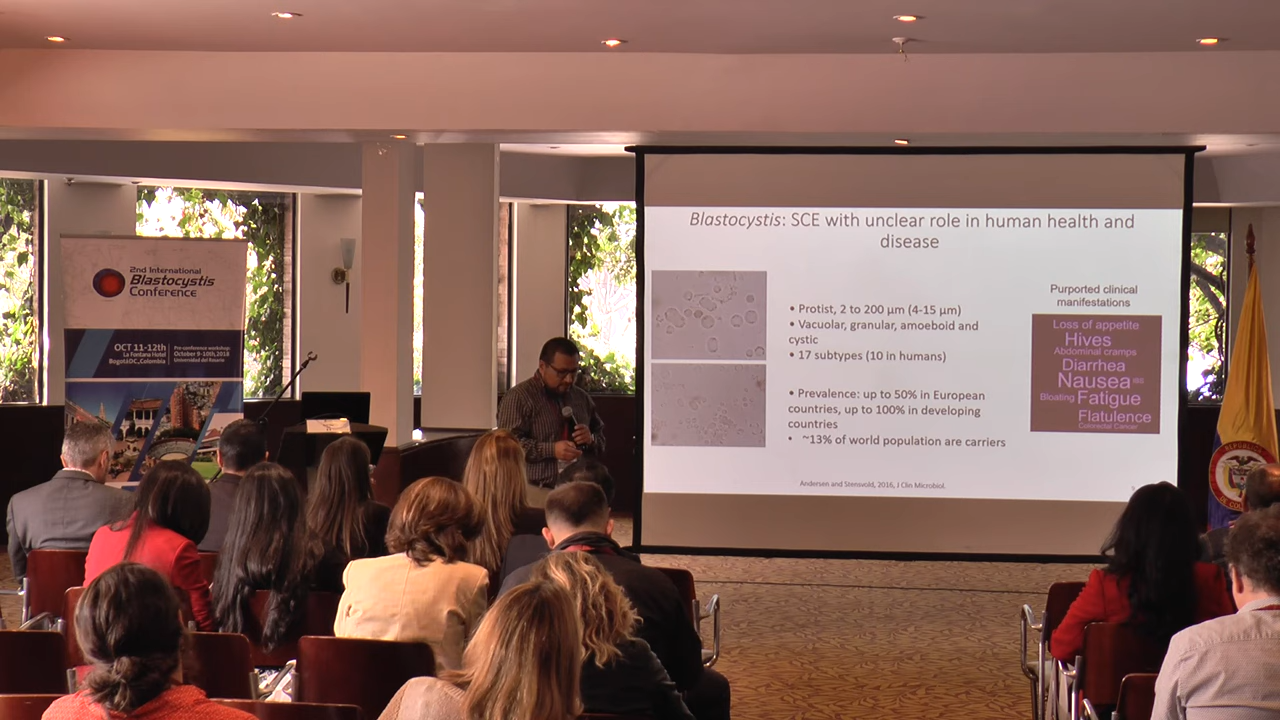 2nd International
Blastocystis
Conference
OCT 11-12th
La Fontana Hotel
Bogotá DC, Colombia
Pre-conference workshop:
October 9-10th, 2018
Universidad del Rosario
Blastocystis: SCE with unclear role in human health and
disease
• Protist, 2 to 200 µm (4-15 µm)
• Vacuolar, granular, amoeboid and
cystic
• 17 subtypes (10 in humans)
• Prevalence: up to 50% in European
countries, up to 100% in developing
countries
• ~13% of world population are carriers
Purported clinical
manifestations
Loss of appetite
Hives
Abdominal cramps
Diarrhea
Nausea IBS
Bloating Fatigue
Flatulence
Colorectal Cancer
Andersen and Stensvold, 2016, J Clin Microbiol.
REPUBLICA
DE COL